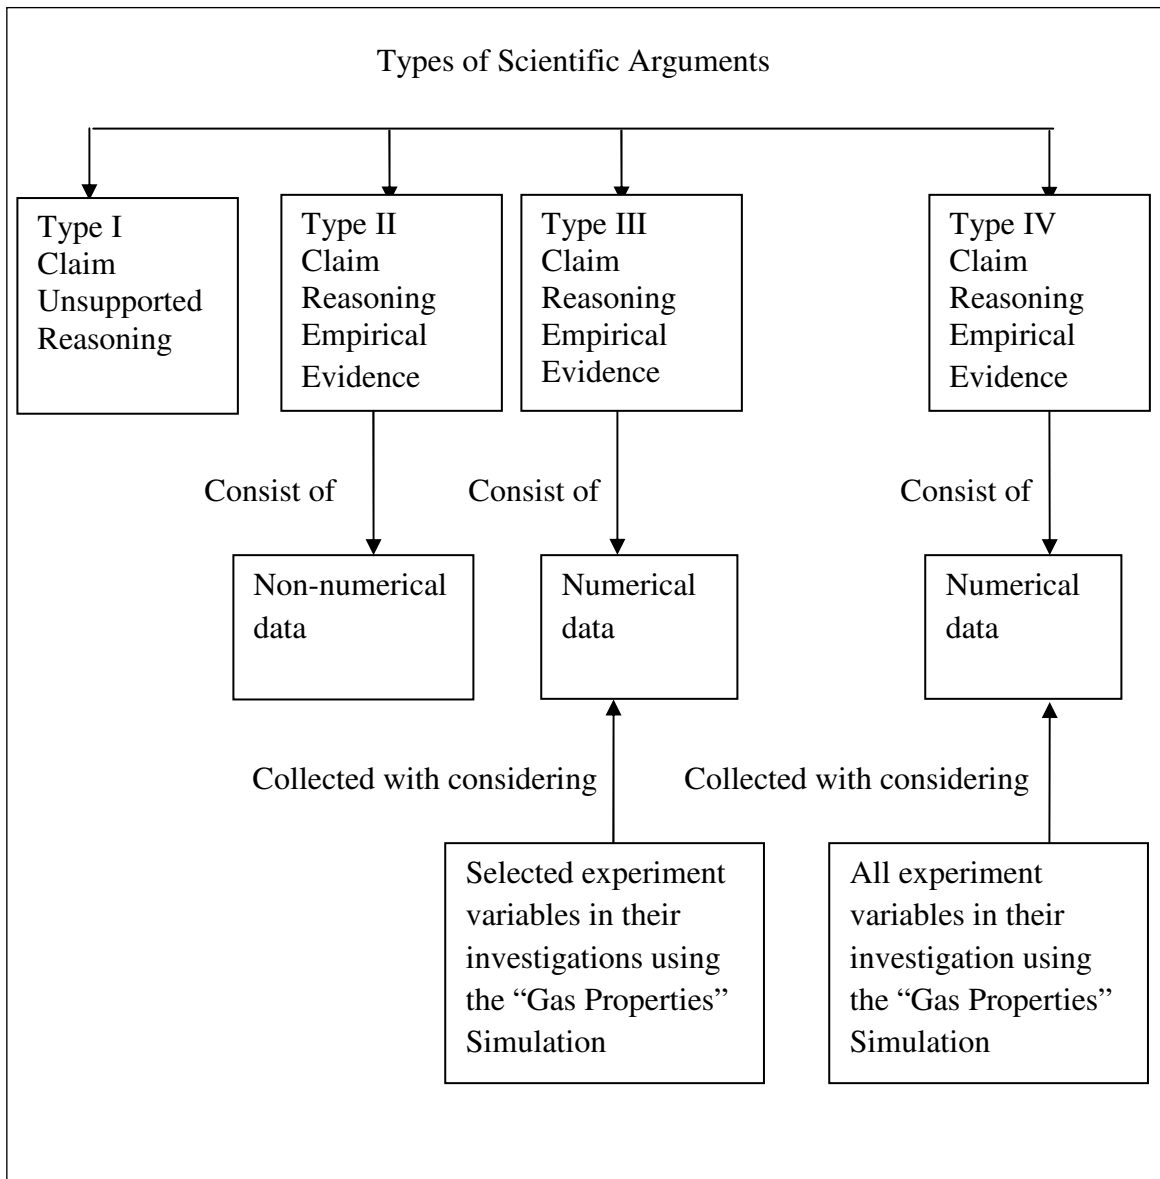 Types of Scientific Arguments
Type I
Claim
Unsupported
Reasoning
Type II
Claim
Reasoning
Empirical
Evidence
Type III
Claim
Reasoning
Empirical
Evidence
Type IV
Claim
Reasoning
Empirical
Evidence
Consist of
Consist of
Consist of
Non-numerical
data
Numerical
data
Numerical
data
Collected with considering
Collected with considering
Selected experiment
variables in their
investigations using
the “Gas Properties”
Simulation
All experiment
variables in their
investigation using
the “Gas Properties”
Simulation